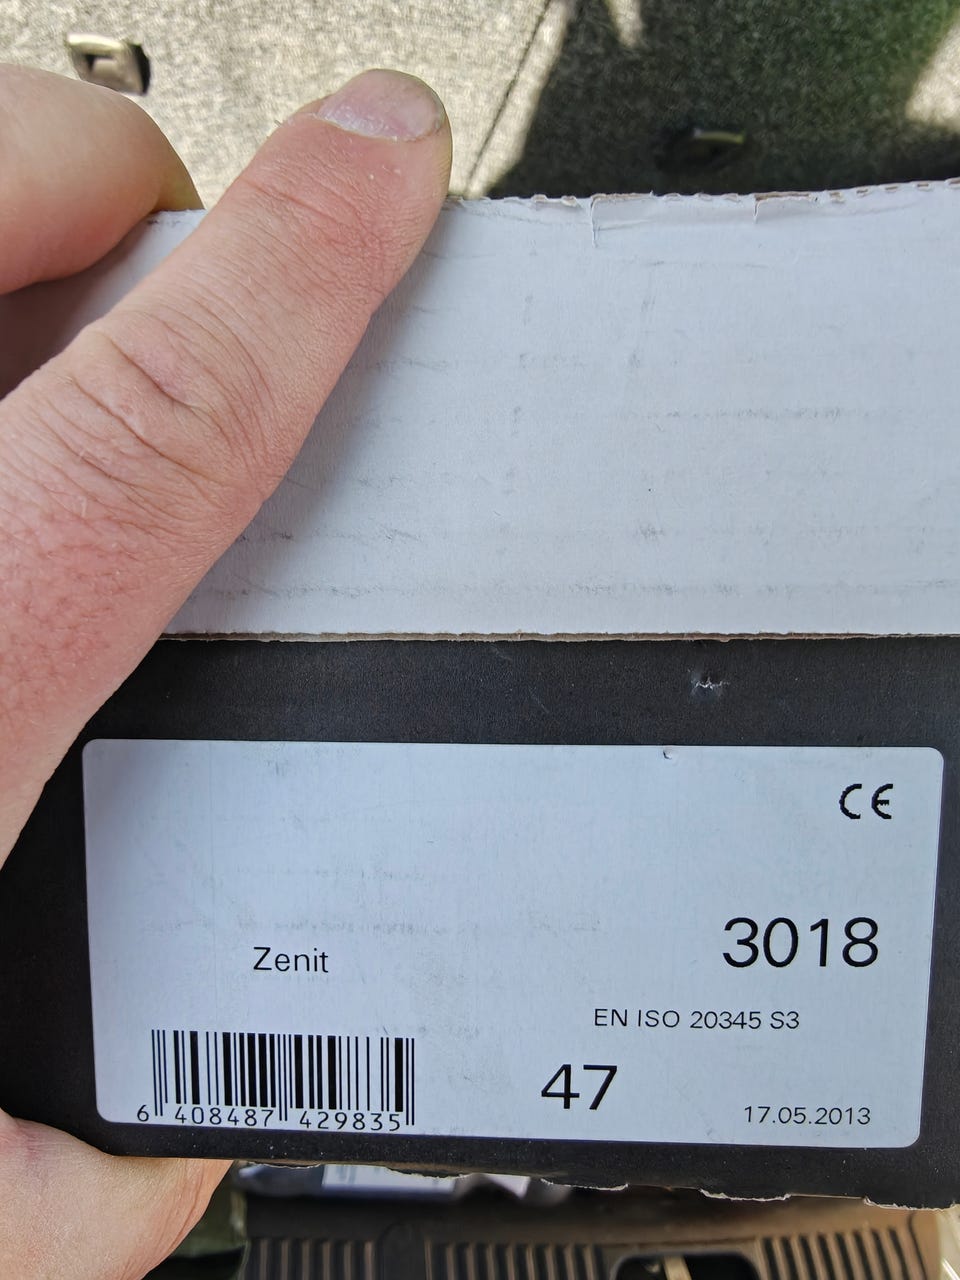 CE
3018
Zenit
EN ISO 20345 S3
47
6 408487 429835
17.05.2013